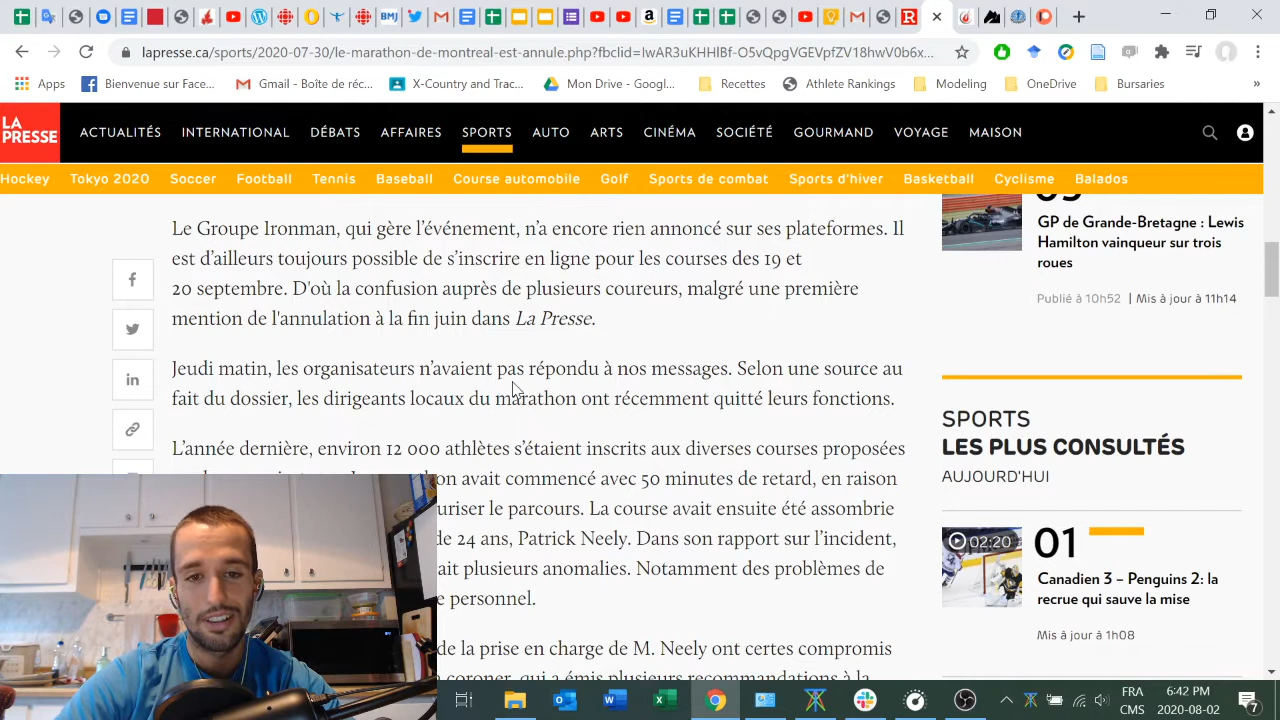 lapresse.ca/sports/2020-07-30/le-marathon-de-montreal-est-annule.php?fbclid=IwAR3uKHHlBf-O5vQpgVGEVpfZV18hwV0b6x...
Apps Bienvenue sur Face... Gmail - Boîte de réc... X-Country and Trac... Mon Drive - Googl... Recettes Athlete Rankings Modeling OneDrive Bursaries »
LA PRESSE
ACTUALITÉS INTERNATIONAL DÉBATS AFFAIRES SPORTS AUTO ARTS CINÉMA SOCIÉTÉ GOURMAND VOYAGE MAISON
Hockey Tokyo 2020 Soccer Football Tennis Baseball Course automobile Golf Sports de combat Sports d'hiver Basketball Cyclisme Balados
Le Groupe Ironman, qui gère l'événement, n'a encore rien annoncé sur ses plateformes. Il
est d'ailleurs toujours possible de s'inscrire en ligne pour les courses des 19 et
20 septembre. D'où la confusion auprès de plusieurs coureurs, malgré une première
mention de l'annulation à la fin juin dans La Presse.
Jeudi matin, les organisateurs n'avaient pas répondu à nos messages. Selon une source au
fait du dossier, les dirigeants locaux du marathon ont récemment quitté leurs fonctions.
L'année dernière, environ 12 000 athlètes s'étaient inscrits aux diverses courses proposées
on avait commencé avec 50 minutes de retard, en raison
uriser le parcours. La course avait ensuite été assombrie
de 24 ans, Patrick Neely. Dans son rapport sur l'incident,
ait plusieurs anomalies. Notamment des problèmes de
e personnel.
de la prise en charge de M. Neely ont certes compromis
coroner, qui a émis plusieurs recommandations à la
GP de Grande-Bretagne : Lewis
Hamilton vainqueur sur trois
roues
Publié à 10h52 | Mis à jour à 11h14
SPORTS
LES PLUS CONSULTÉS
AUJOURD'HUI
02:20
01
Canadien 3 – Penguins 2: la
recrue qui sauve la mise
Mis à jour à 1h08
FRA
CMS
6:42 PM
2020-08-02
7